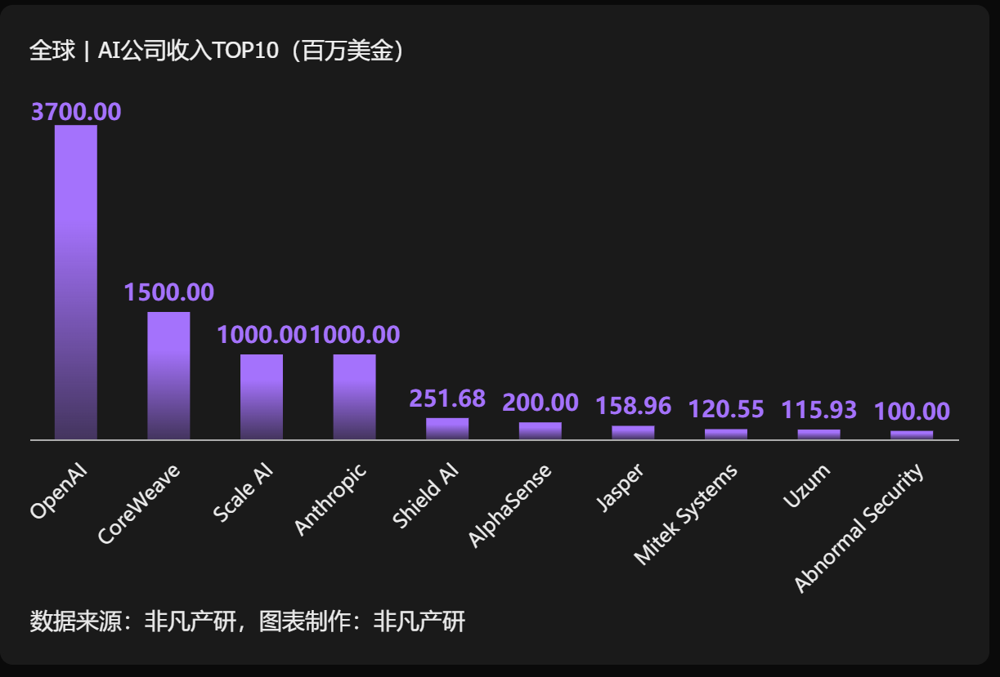 全球 | AI公司收入TOP10（百万美金）
3700.00
1500.00
1000.00
1000.00
251.68
200.00
158.96
120.55
115.93
100.00
OpenAI
CoreWeave
Scale AI
Anthropic
Shield AI
AlphaSense
Jasper
Mitek Systems
Uzum
Abnormal Security
数据来源：非凡产研，图表制作：非凡产研